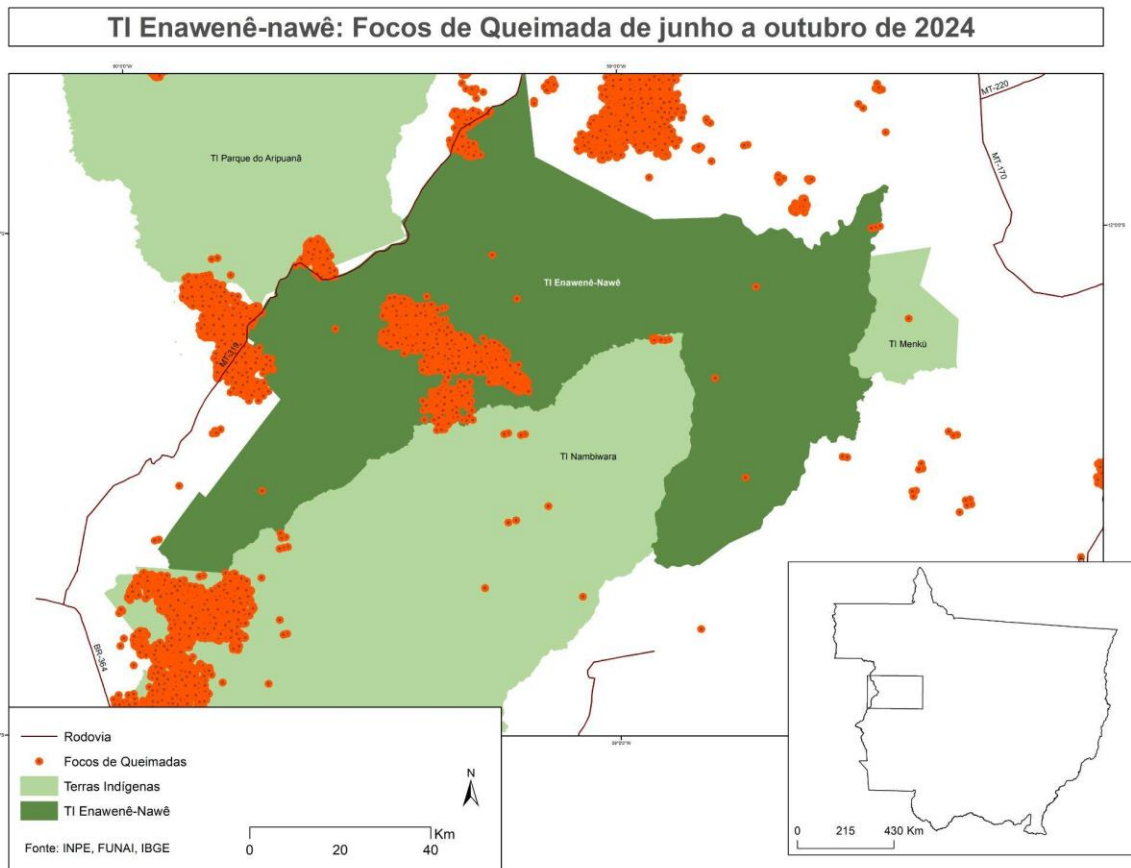 TI Enawenê-nawê: Focos de Queimada de junho a outubro de 2024
MT-220
TI Parque do Aripuanã
MT-170
TI Enawenê-Nawê
MT-319
TI Menkü
TI Nambiwara
BR-364
Rodovia
Focos de Queimadas
Terras Indígenas
TI Enawenê-Nawê
Fonte: INPE, FUNAI, IBGE
N
Km
0 20 40
0 215 430 Km